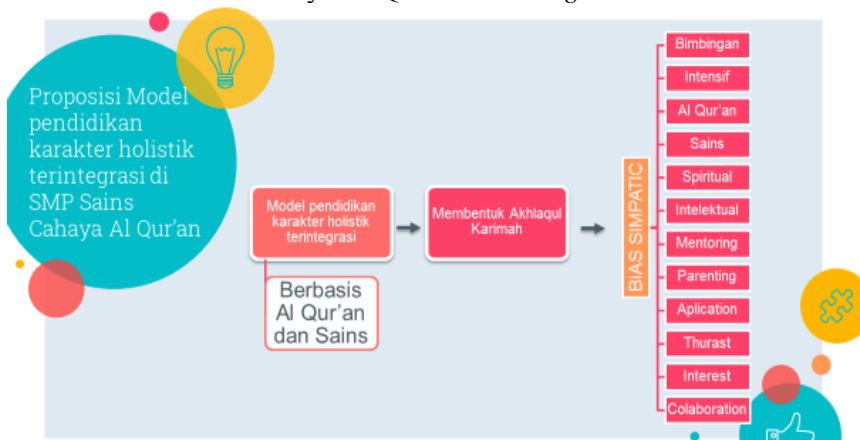 Proposisi Model
pendidikan
karakter holistik
terintegrasi di
SMP Sains
Cahaya Al Qur'an
Model pendidikan
karakter holistik
terintegrasi
Berbasis
Al Qur'an
dan Sains
Membentuk Akhlaqul
Karimah
BIAS SIMPATIC
Bimbingan
Intensif
Al Qur'an
Sains
Spiritual
Intelektual
Mentoring
Parenting
Aplication
Thurast
Interest
Colaboration